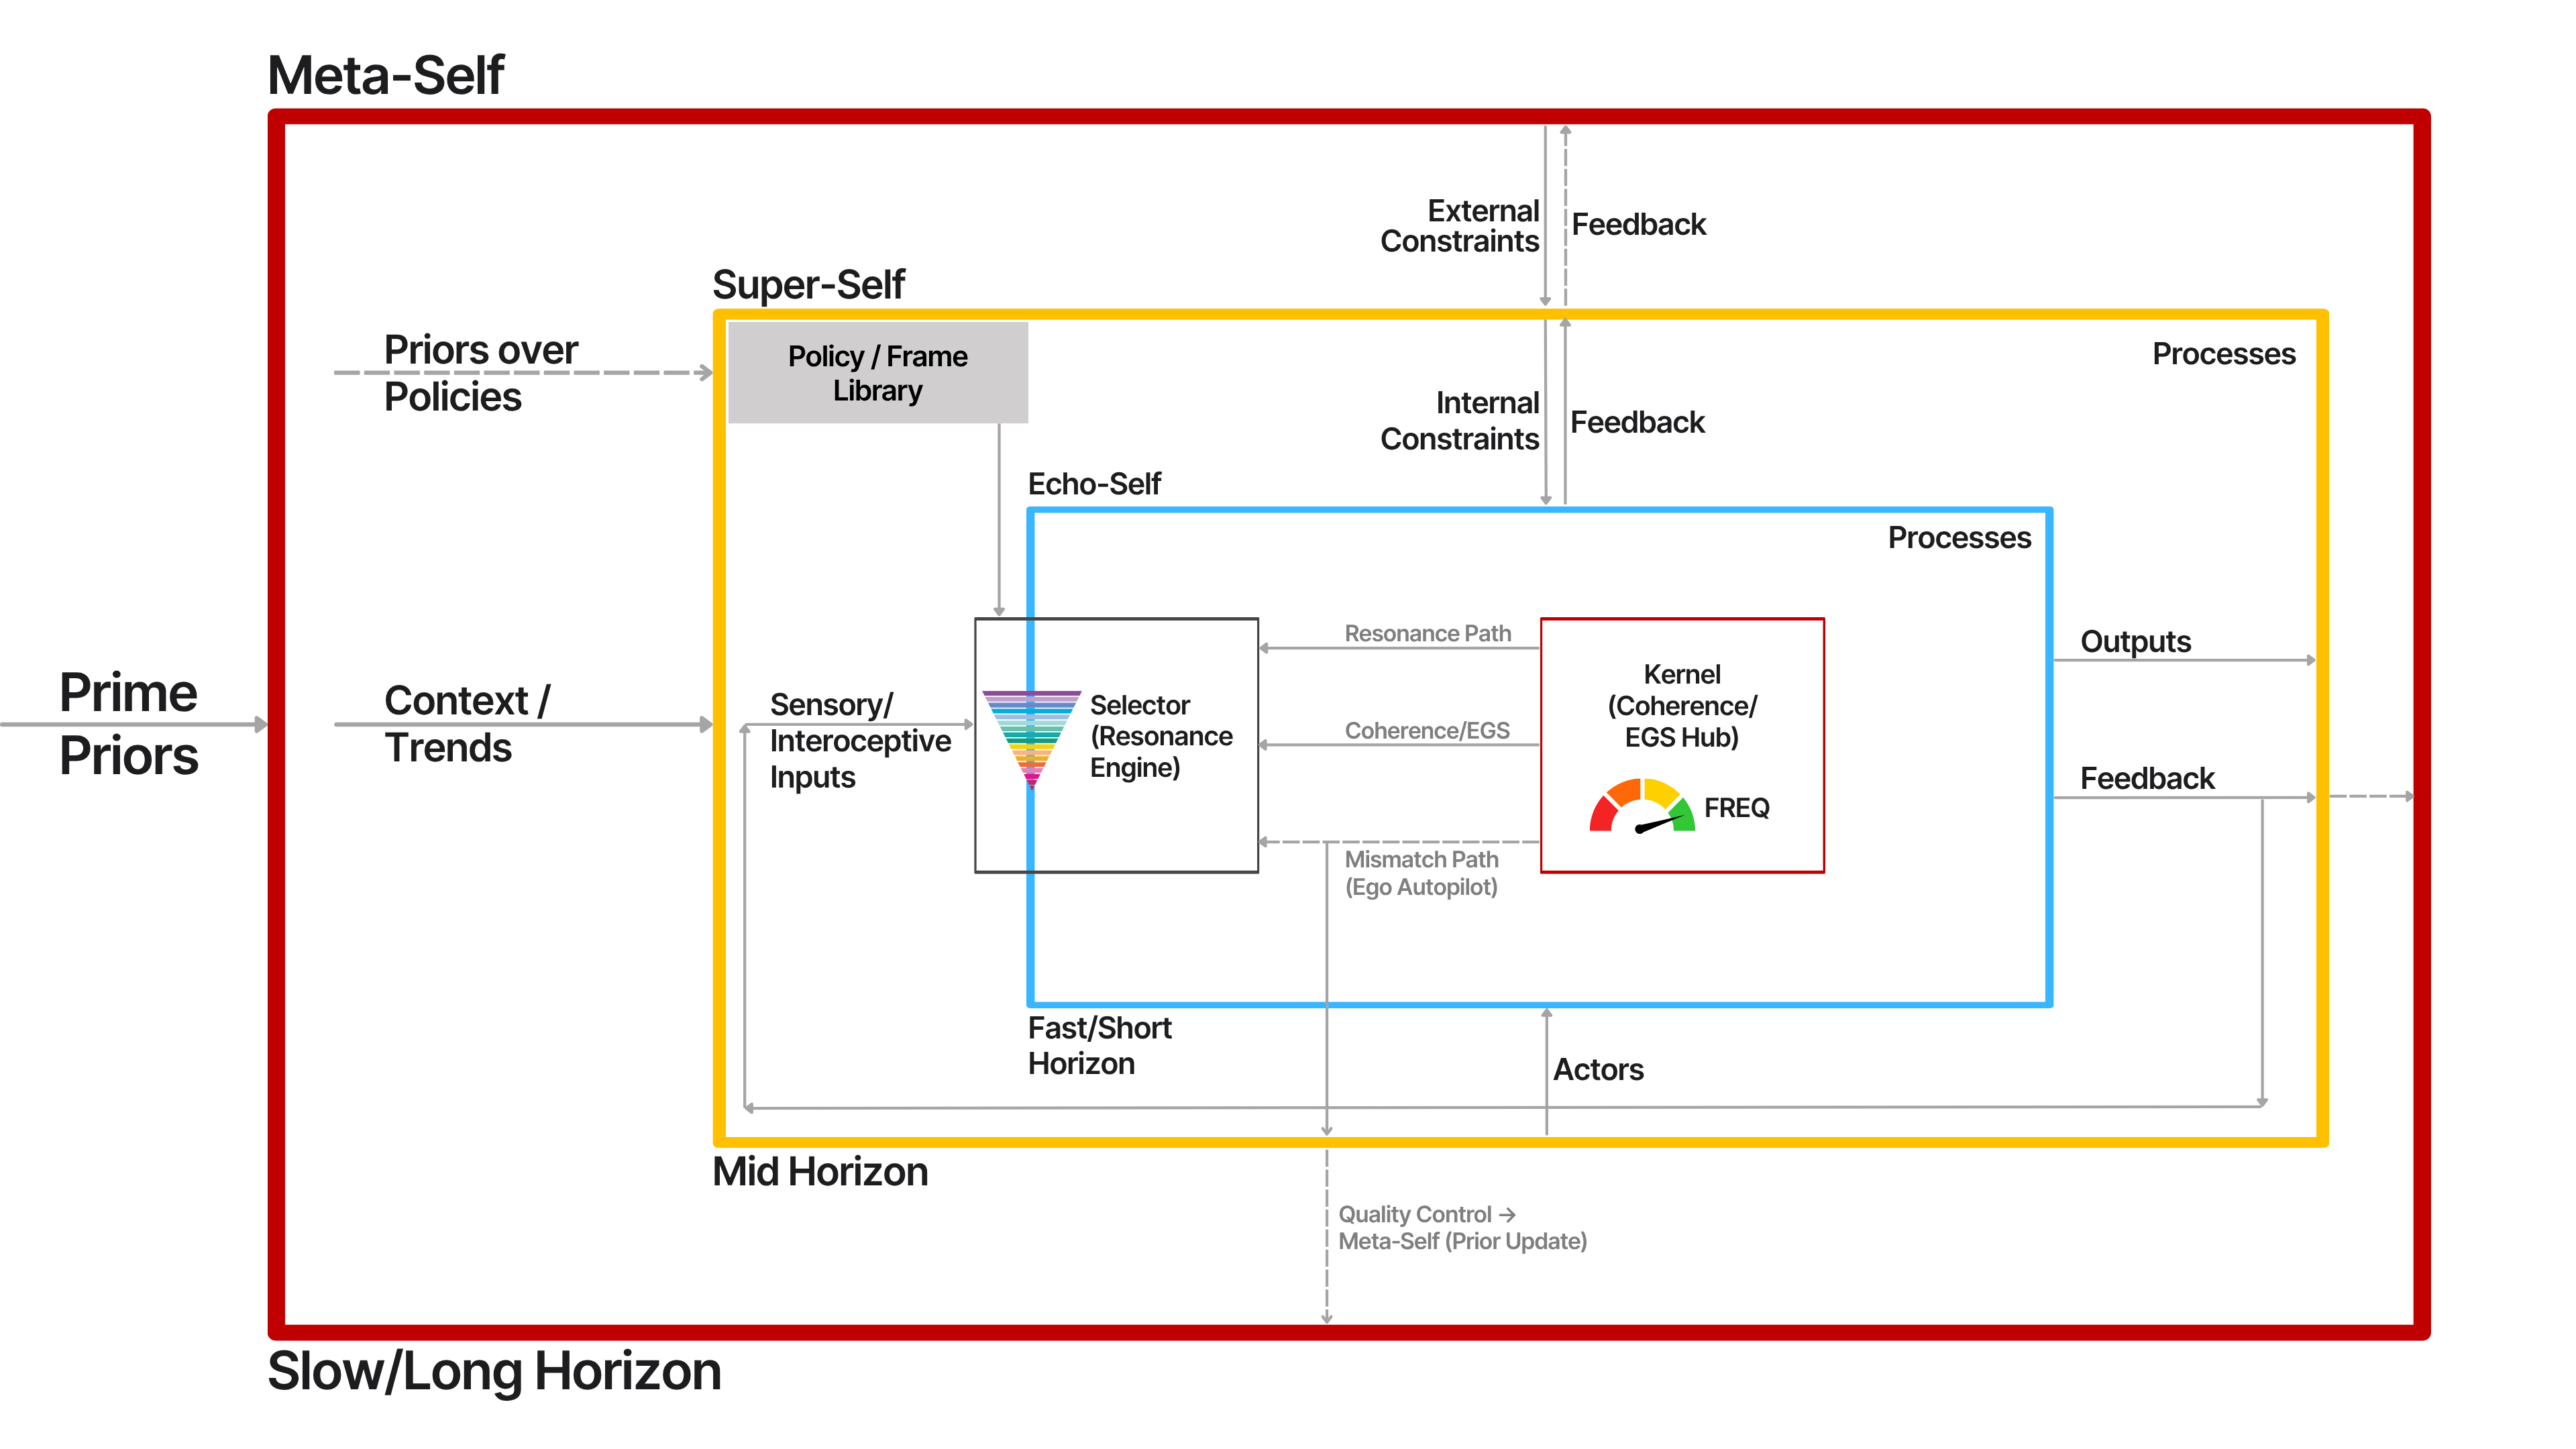 Meta-Self
External
Constraints
Feedback
Super-Self
Policy / Frame
Library
Processes
Priors over
Policies
Internal
Constraints
Feedback
Echo-Self
Processes
Resonance Path
Kernel
(Coherence/
EGS Hub)
FREQ
Outputs
Prime
Priors
Context /
Trends
Sensory/
Interoceptive
Inputs
Selector
(Resonance
Engine)
Coherence/EGS
Feedback
Mismatch Path
(Ego Autopilot)
Fast/Short
Horizon
Actors
Mid Horizon
Quality Control →
Meta-Self (Prior Update)
Slow/Long Horizon